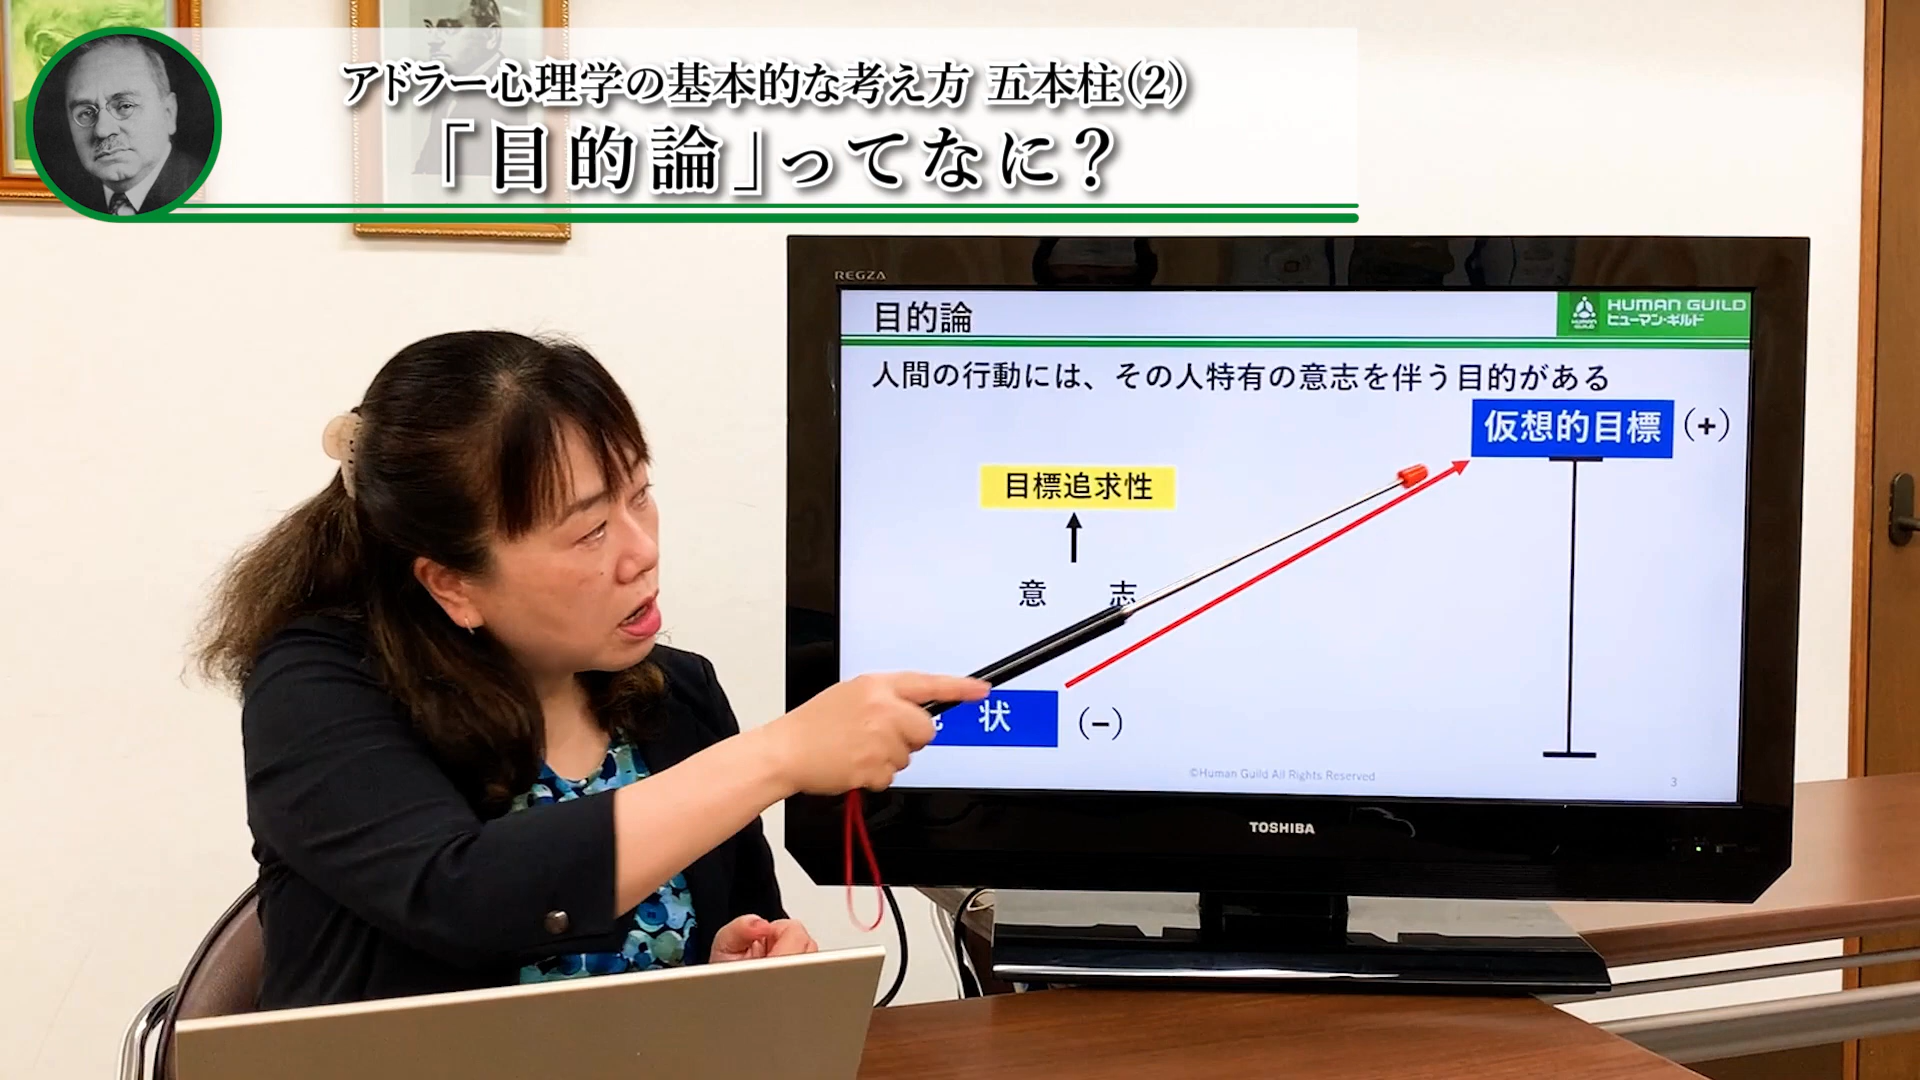 アドラー心理学の基本的な考え方 五本柱(2)
「目的論」ってなに?
REGZA
目的論
HUMAN GUILD
HUMAN GUILD
ヒューマン・ギルド
人間の行動には、その人特有の意志を伴う目的がある
仮想的目標 (+)
目標追求性
意 志
状 (−)
©Human Guild All Rights Reserved
3
TOSHIBA